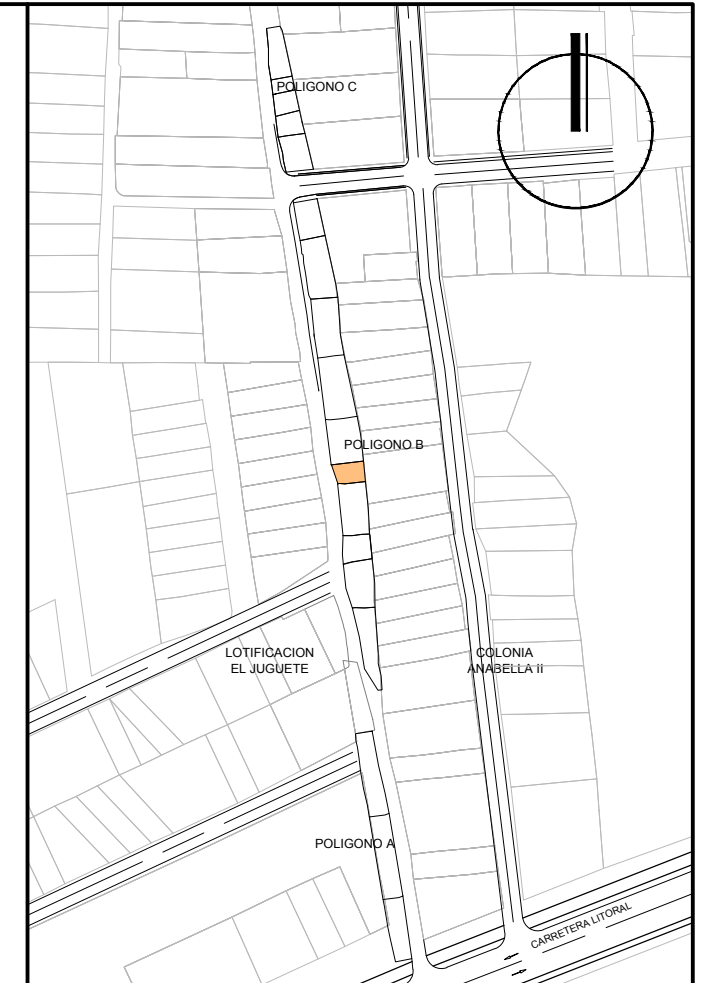 POLIGONO C
POLIGONO B
LOTIFICACION
EL JUGUETE
COLONIA
ANABELLA II
POLIGONO A
CARRETERA LITORAL